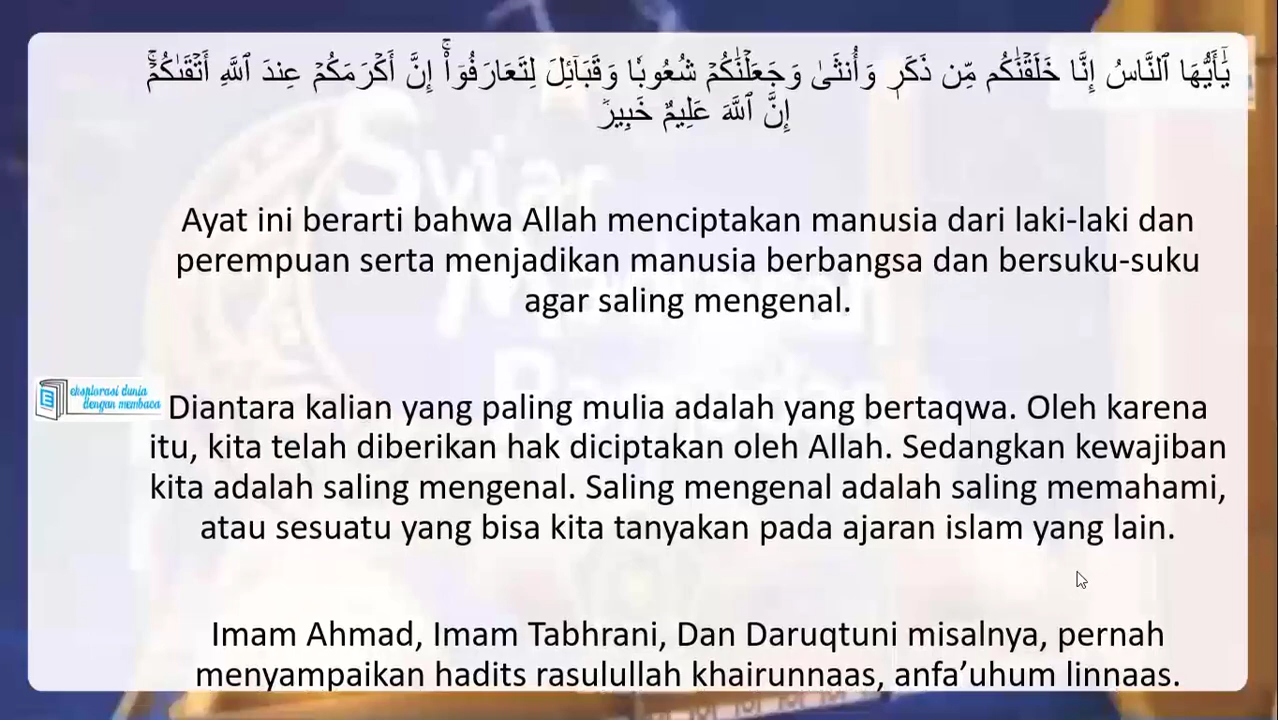 يَٰٓأَيُّهَا ٱلنَّاسُ إِنَّا خَلَقْنَٰكُم مِّن ذَكَرٍ وَأُنثَىٰ وَجَعَلْنَٰكُمْ شُعُوبًا وَقَبَآئِلَ لِتَعَارَفُوٓا۟ ۚ إِنَّ أَكْرَمَكُمْ عِندَ ٱللَّهِ أَتْقَىٰكُمْ ۚ
إِنَّ ٱللَّهَ عَلِيمٌ خَبِيرٌ
Ayat ini berarti bahwa Allah menciptakan manusia dari laki-laki dan
perempuan serta menjadikan manusia berbangsa dan bersuku-suku
agar saling mengenal.
eksplorasi dunia
dengan membaca
Diantara kalian yang paling mulia adalah yang bertaqwa. Oleh karena
itu, kita telah diberikan hak diciptakan oleh Allah. Sedangkan kewajiban
kita adalah saling mengenal. Saling mengenal adalah saling memahami,
atau sesuatu yang bisa kita tanyakan pada ajaran islam yang lain.
Imam Ahmad, Imam Tabhrani, Dan Daruqtuni misalnya, pernah
menyampaikan hadits rasulullah khairunnaas, anfa’uhum linnaas.